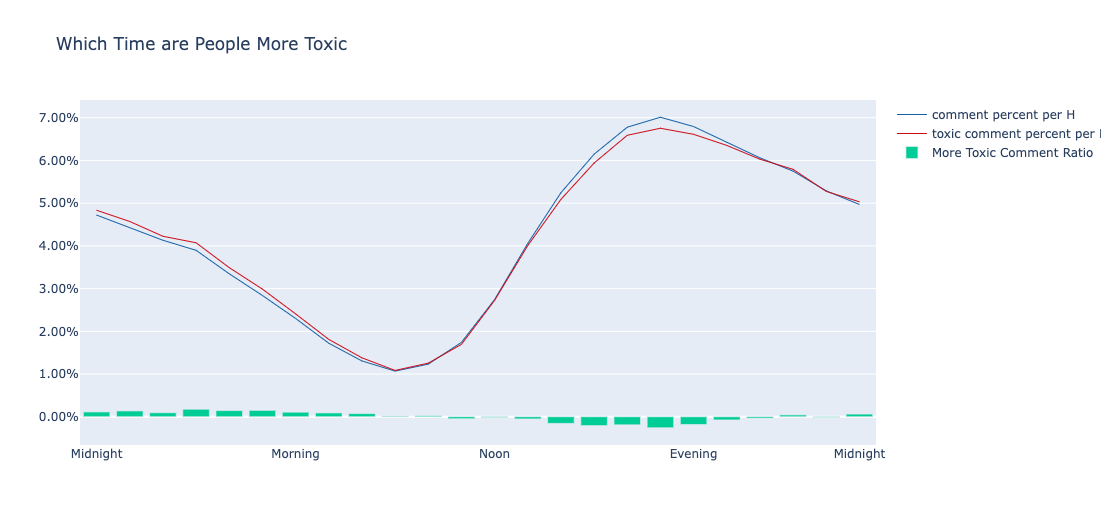 Which Time are People More Toxic
comment percent per H
toxic comment percent per
More Toxic Comment Ratio
7.00%
6.00%
5.00%
4.00%
3.00%
2.00%
1.00%
0.00%
Midnight Morning Noon Evening Midnight